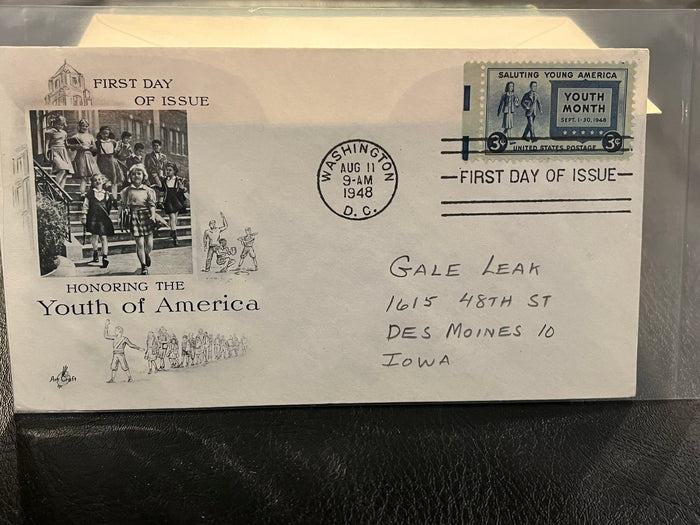 FIRST DAY
OF ISSUE
HONORING THE
Youth of America
Art Craft
WASHINGTON
AUG 11
9-AM
1948
D. C.
SALUTING YOUNG AMERICA
YOUTH
MONTH
SEPT. 1-30, 1948
3¢ 3¢
UNITED STATES POSTAGE
FIRST DAY OF ISSUE
GALE LEAK
1615 48TH ST
DES MOINES 10
IOWA